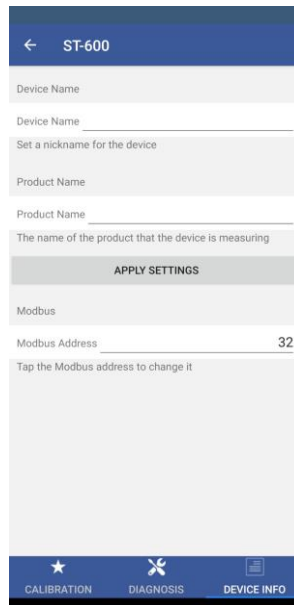 ST-600
Device Name
Device Name
Set a nickname for the device
Product Name
Product Name
The name of the product that the device is measuring
APPLY SETTINGS
Modbus
Modbus Address 32
Tap the Modbus address to change it
CALIBRATION DIAGNOSIS DEVICE INFO